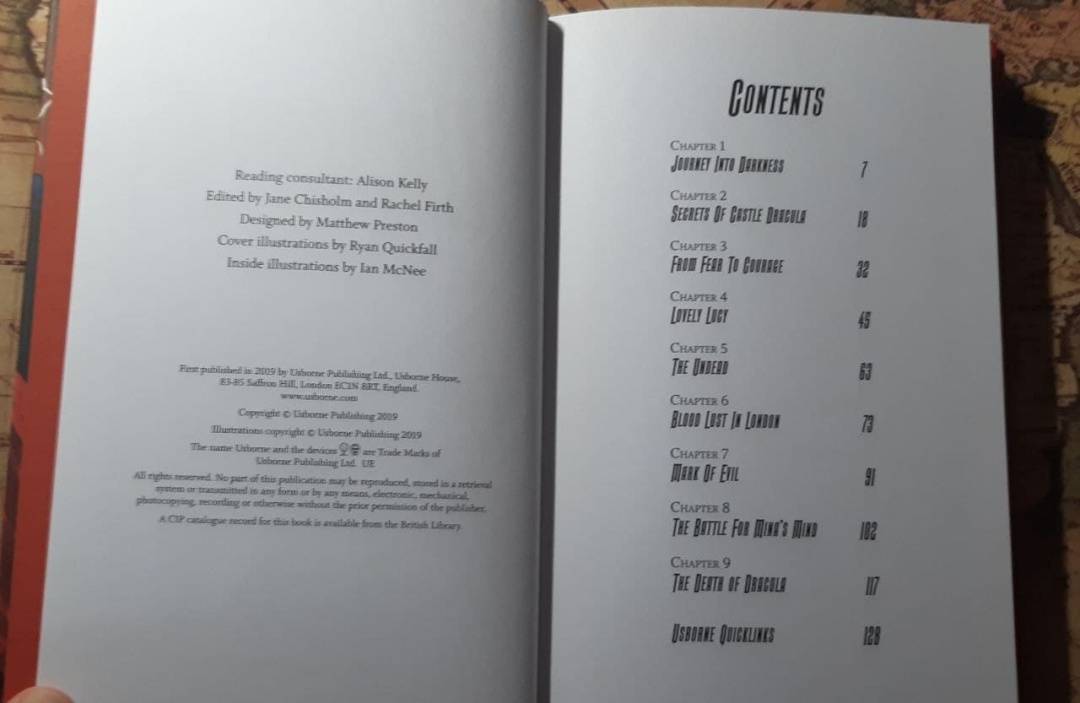 Reading consultant: Alison Kelly
Edited by Jane Chisholm and Rachel Firth
Designed by Matthew Preston
Cover illustrations by Ryan Quickfall
Inside illustrations by Ian McNee
First published in 2019 by Usborne Publishing Ltd., Usborne House,
83-85 Saffron Hill, London EC1N 8RT, England.
www.usborne.com
Copyright © Usborne Publishing 2019
Illustrations copyright © Usborne Publishing 2019
The name Usborne and the devices are Trade Marks of
Usborne Publishing Ltd. UE
All rights reserved. No part of this publication may be reproduced, stored in a retrieval
system or transmitted in any form or by any means, electronic, mechanical,
photocopying, recording or otherwise without the prior permission of the publisher.
A CIP catalogue record for this book is available from the British Library.
CONTENTS
CHAPTER 1
JOURNEY INTO DARKNESS 7
CHAPTER 2
SECRETS OF CASTLE DRACULA 18
CHAPTER 3
FROM FEAR TO COURAGE 32
CHAPTER 4
LOVELY LUCY 45
CHAPTER 5
THE UNDEAD 63
CHAPTER 6
BLOOD LUST IN LONDON 73
CHAPTER 7
MARK OF EVIL 91
CHAPTER 8
THE BATTLE FOR MINA'S MIND 102
CHAPTER 9
THE DEATH OF DRACULA 117
USBORNE QUICKLINKS 128